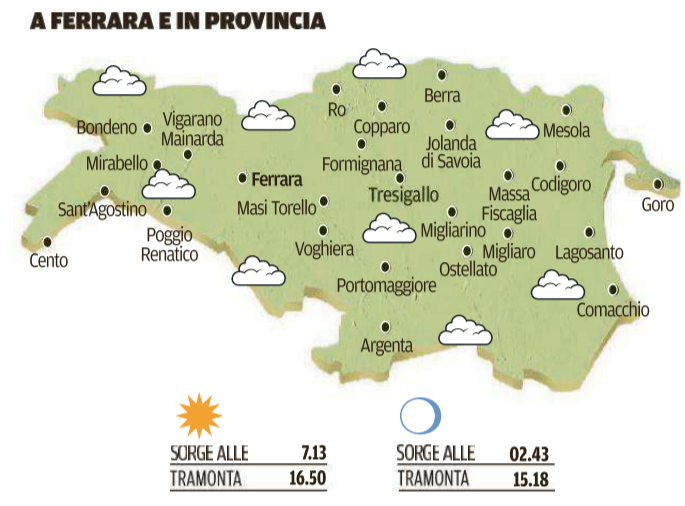 A FERRARA E IN PROVINCIA
Berra
Ro
Copparo
Vigarano
Mainarda
Bondeno
Mesola
Jolanda
di Savoia
Mirabello
Formignana
Ferrara
Tresigallo
Codigoro
Massa
Fiscaglia
Goro
Sant'Agostino
Masi Torello
Poggio
Renatico
Voghiera
Migliarino
Migliaro
Lagosanto
Cento
Ostellato
Portomaggiore
Comacchio
Argenta
SORGE ALLE 7.13
TRAMONTA 16.50
SORGE ALLE 02.43
TRAMONTA 15.18